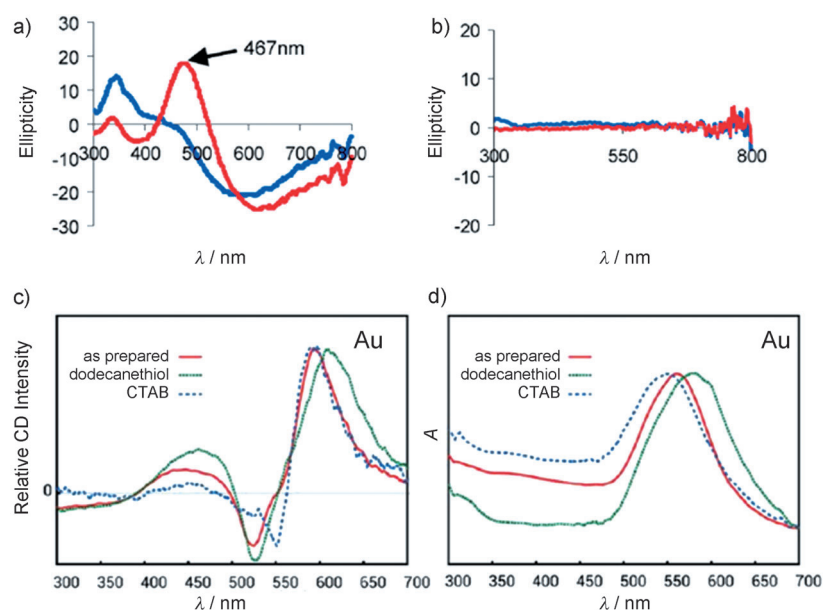 a)
Ellipticity
30
20
10
0
-10
-20
-30
300 400 500 600 700 800
467nm
λ / nm
b)
Ellipticity
20
10
0
-10
-20
300 550 800
λ / nm
c)
Relative CD Intensity
Au
as prepared
dodecanethiol
CTAB
0
300 350 400 450 500 550 600 650 700
λ / nm
d)
A
Au
as prepared
dodecanethiol
CTAB
300 350 400 450 500 550 600 650 700
λ / nm